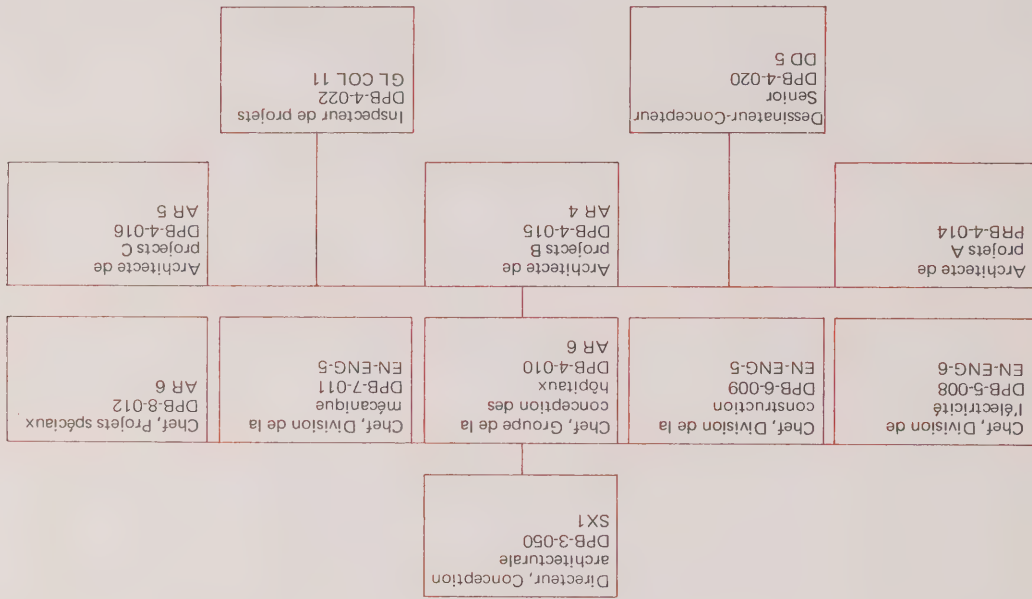 Directeur, Conception
architecturale
DPB-3-050
SX1
Chef, Division de
l'électricité
DPB-5-008
EN-ENG-6
Chef, Division de la
construction
DPB-6-009
EN-ENG-5
Chef, Groupe de la
conception des
hôpitaux
DPB-4-010
AR 6
Chef, Division de la
mécanique
DPB-7-011
EN-ENG-5
Chef, Projets spéciaux
DPB-8-012
AR 6
Architecte de
projets A
PRB-4-014
Architecte de
projects B
DPB-4-015
AR 4
Architecte de
projects C
DPB-4-016
AR 5
Dessinateur-Concepteur
Senior
DPB-4-020
DD 5
Inspecteur de projets
DPB-4-022
GL COL 11